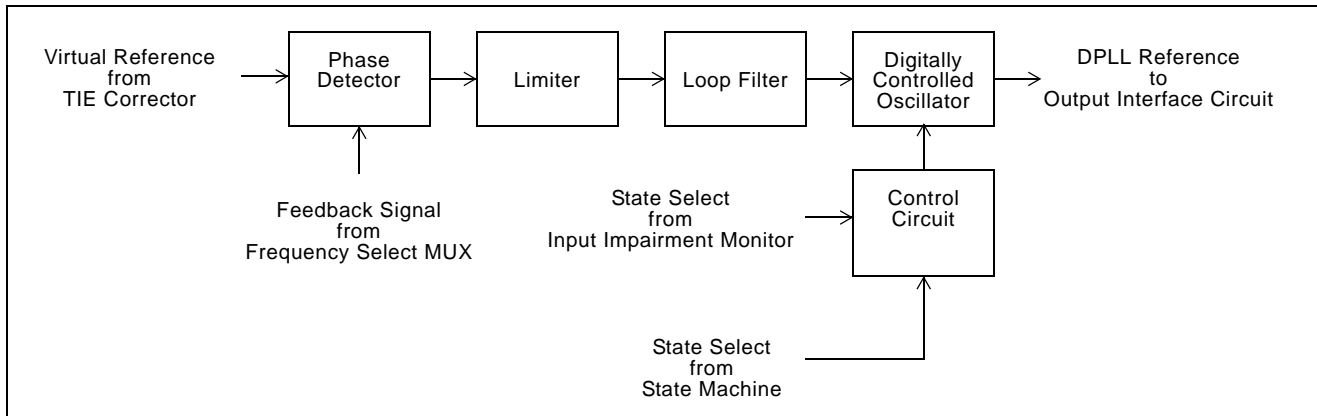 Virtual Reference
from
TIE Corrector
Phase
Detector
Limiter
Loop Filter
Digitally
Controlled
Oscillator
DPLL Reference
to
Output Interface Circuit
Feedback Signal
from
Frequency Select MUX
State Select
from
Input Impairment Monitor
Control
Circuit
State Select
from
State Machine